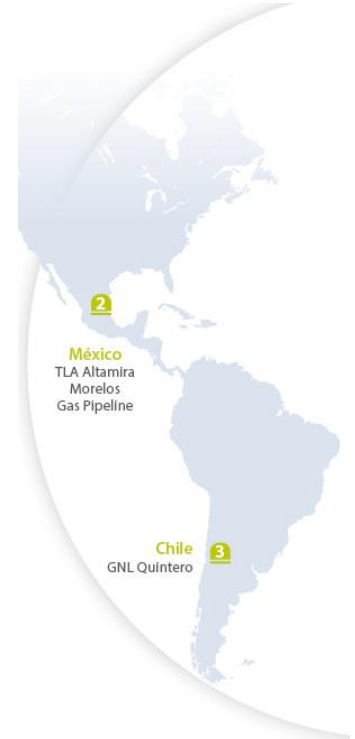 2
México
TLA Altamira
Morelos
Gas Pipeline
Chile
3
GNL Quintero